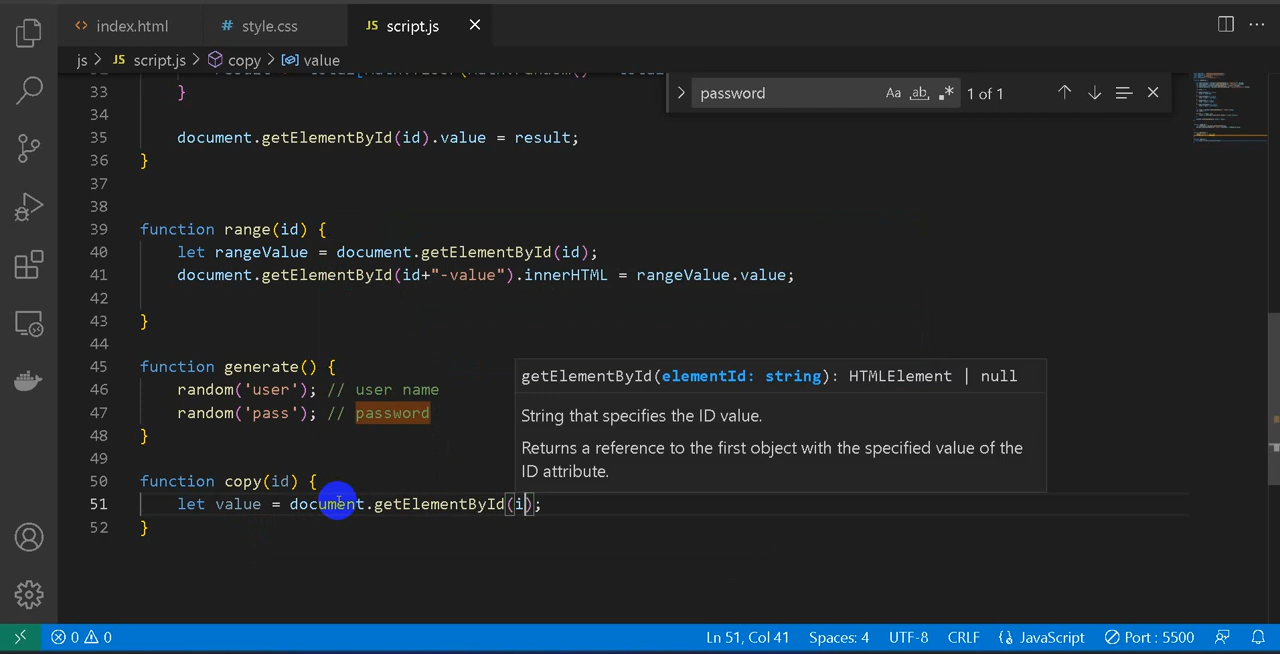 index.html
# style.css
JS script.js
js > JS script.js > copy > value
password
Aa ab .* 1 of 1
33 }
34
35 document.getElementById(id).value = result;
36 }
37
38
39 function range(id) {
40 let rangeValue = document.getElementById(id);
41 document.getElementById(id+"-value").innerHTML = rangeValue.value;
42
43 }
44
45 function generate() {
46 random('user'); // user name
47 random('pass'); // password
48 }
49
50 function copy(id) {
51 let value = document.getElementById(i);
52 }
getElementById(elementId: string): HTMLElement | null
String that specifies the ID value.
Returns a reference to the first object with the specified value of the
ID attribute.
0 0
Ln 51, Col 41 Spaces: 4 UTF-8 CRLF JavaScript Port : 5500